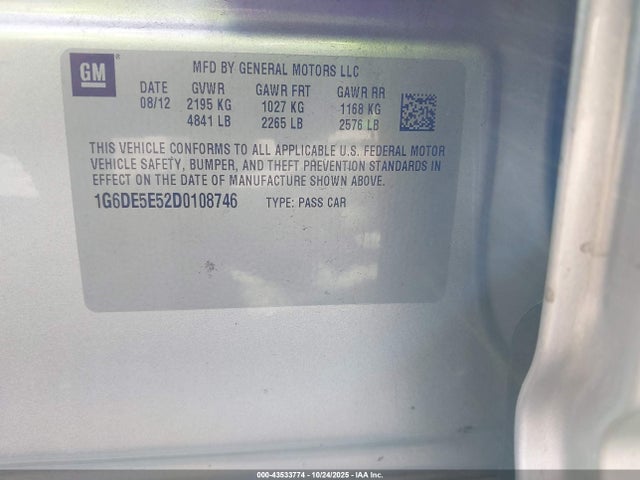 GM
MFD BY GENERAL MOTORS LLC
DATE GVWR GAWR FRT GAWR RR
08/12 2195 KG 1027 KG 1168 KG
4841 LB 2265 LB 2576 LB
THIS VEHICLE CONFORMS TO ALL APPLICABLE U.S. FEDERAL MOTOR
VEHICLE SAFETY, BUMPER, AND THEFT PREVENTION STANDARDS IN
EFFECT ON THE DATE OF MANUFACTURE SHOWN ABOVE.
1G6DE5E52D0108746 TYPE: PASS CAR
000-43533774 - 10/24/2025 - IAA Inc.